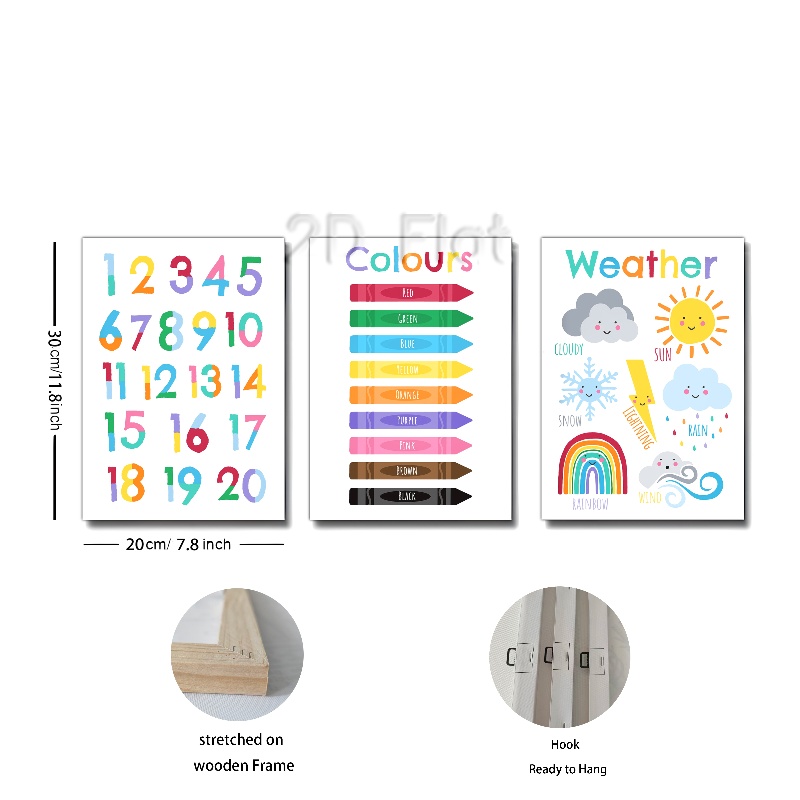 2D Flat
1 2 3 4 5
6 7 8 9 10
11 12 13 14
15 16 17
18 19 20
Colours
RED
GREEN
BLUE
YELLOW
ORANGE
PURPLE
PINK
BROWN
BLACK
Weather
CLOUDY
SUN
SNOW
LIGHTNING
RAIN
RAINBOW
WIND
30cm/11.8inch
20cm/ 7.8 inch
stretched on
wooden Frame
Hook
Ready to Hang